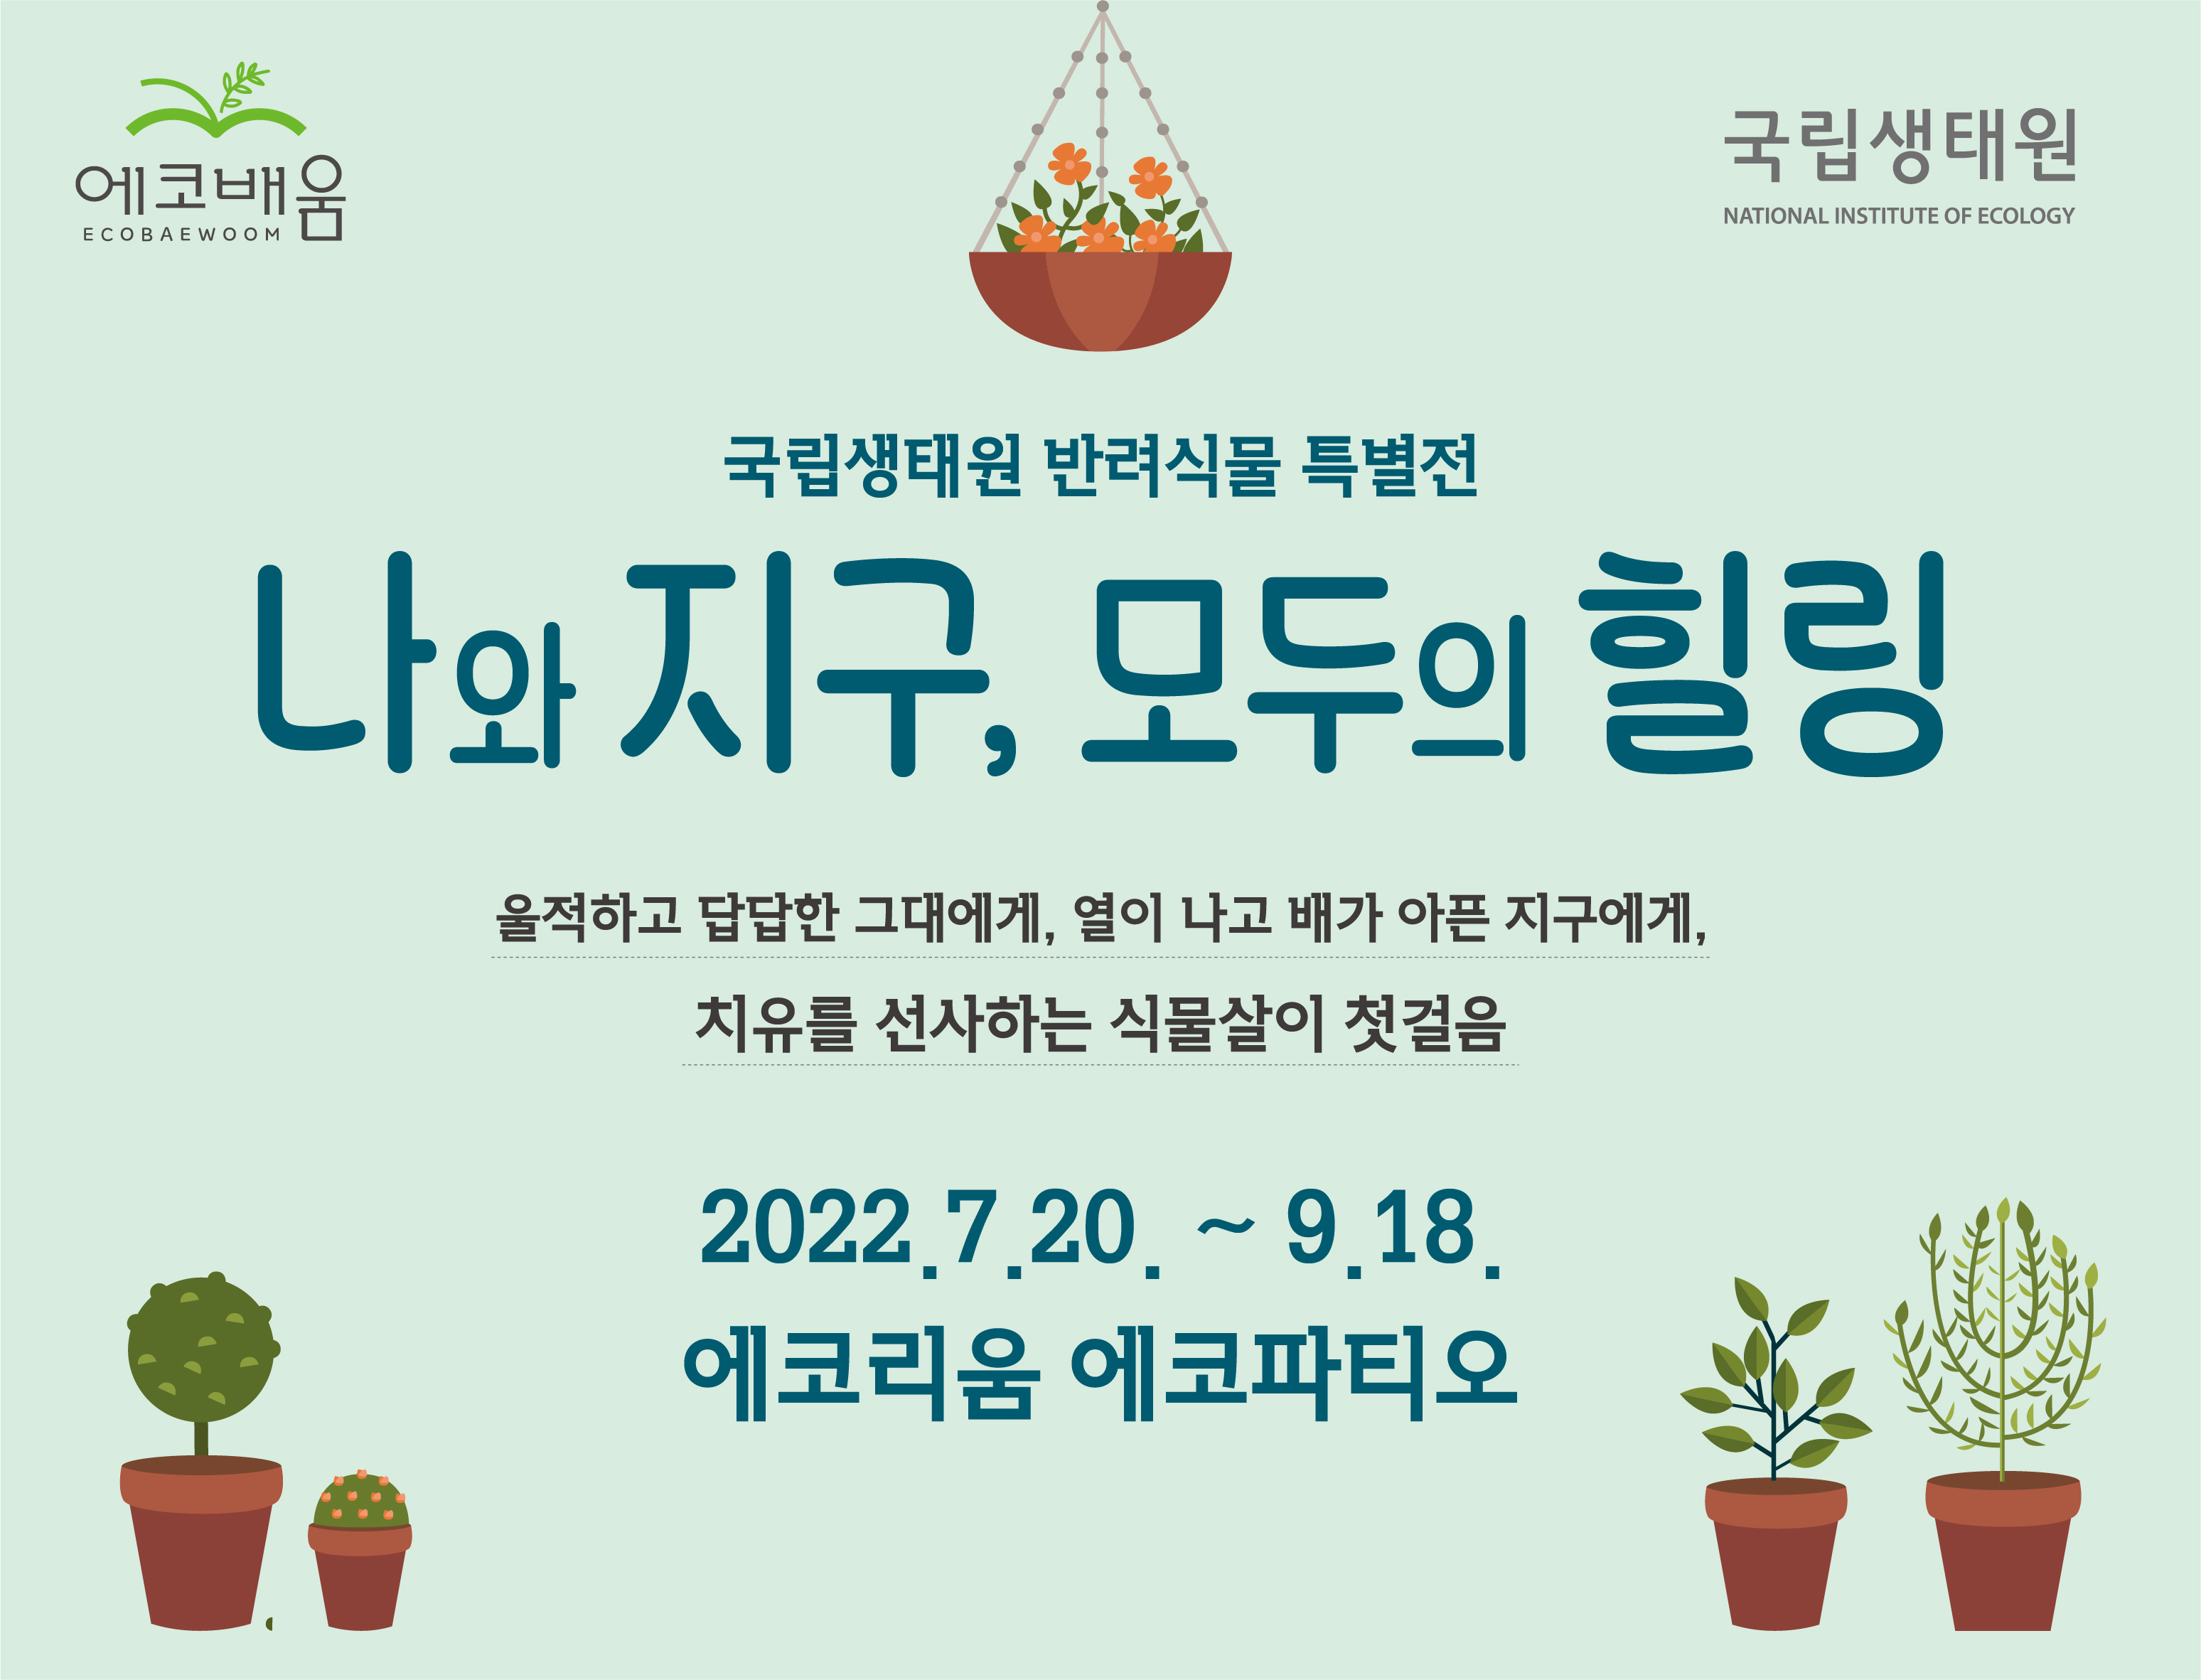 에코배움
ECOBAEWOOM
국립생태원
NATIONAL INSTITUTE OF ECOLOGY
국립생태원 반려식물 특별전
나와 지구, 모두의 힐링
울적하고 답답한 그대에게, 열이 나고 배가 아픈 지구에게,
치유를 선사하는 식물살이 첫걸음
2022.7.20. ~ 9.18.
에코리움 에코파티오